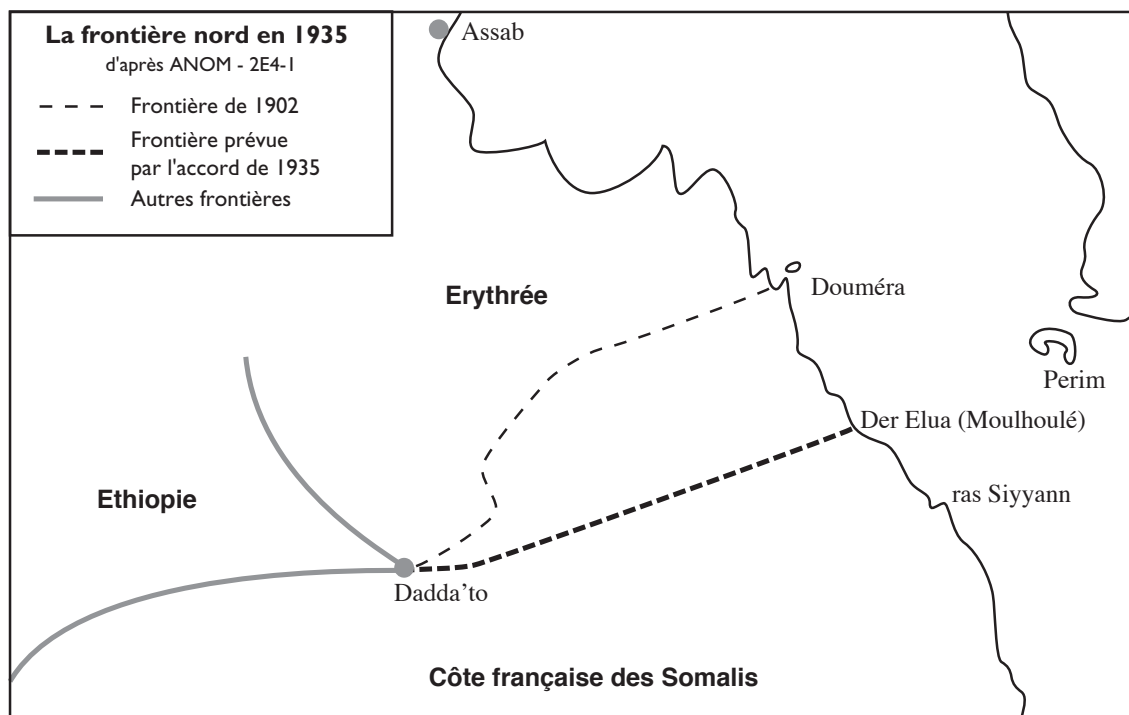 La frontière nord en 1935
d'après ANOM - 2E4-1
Frontière de 1902
Frontière prévue
par l'accord de 1935
Autres frontières
Assab
Erythrée
Douméra
Perim
Der Elua (Moulhoulé)
Ethiopie
ras Siyyann
Dadda’to
Côte française des Somalis